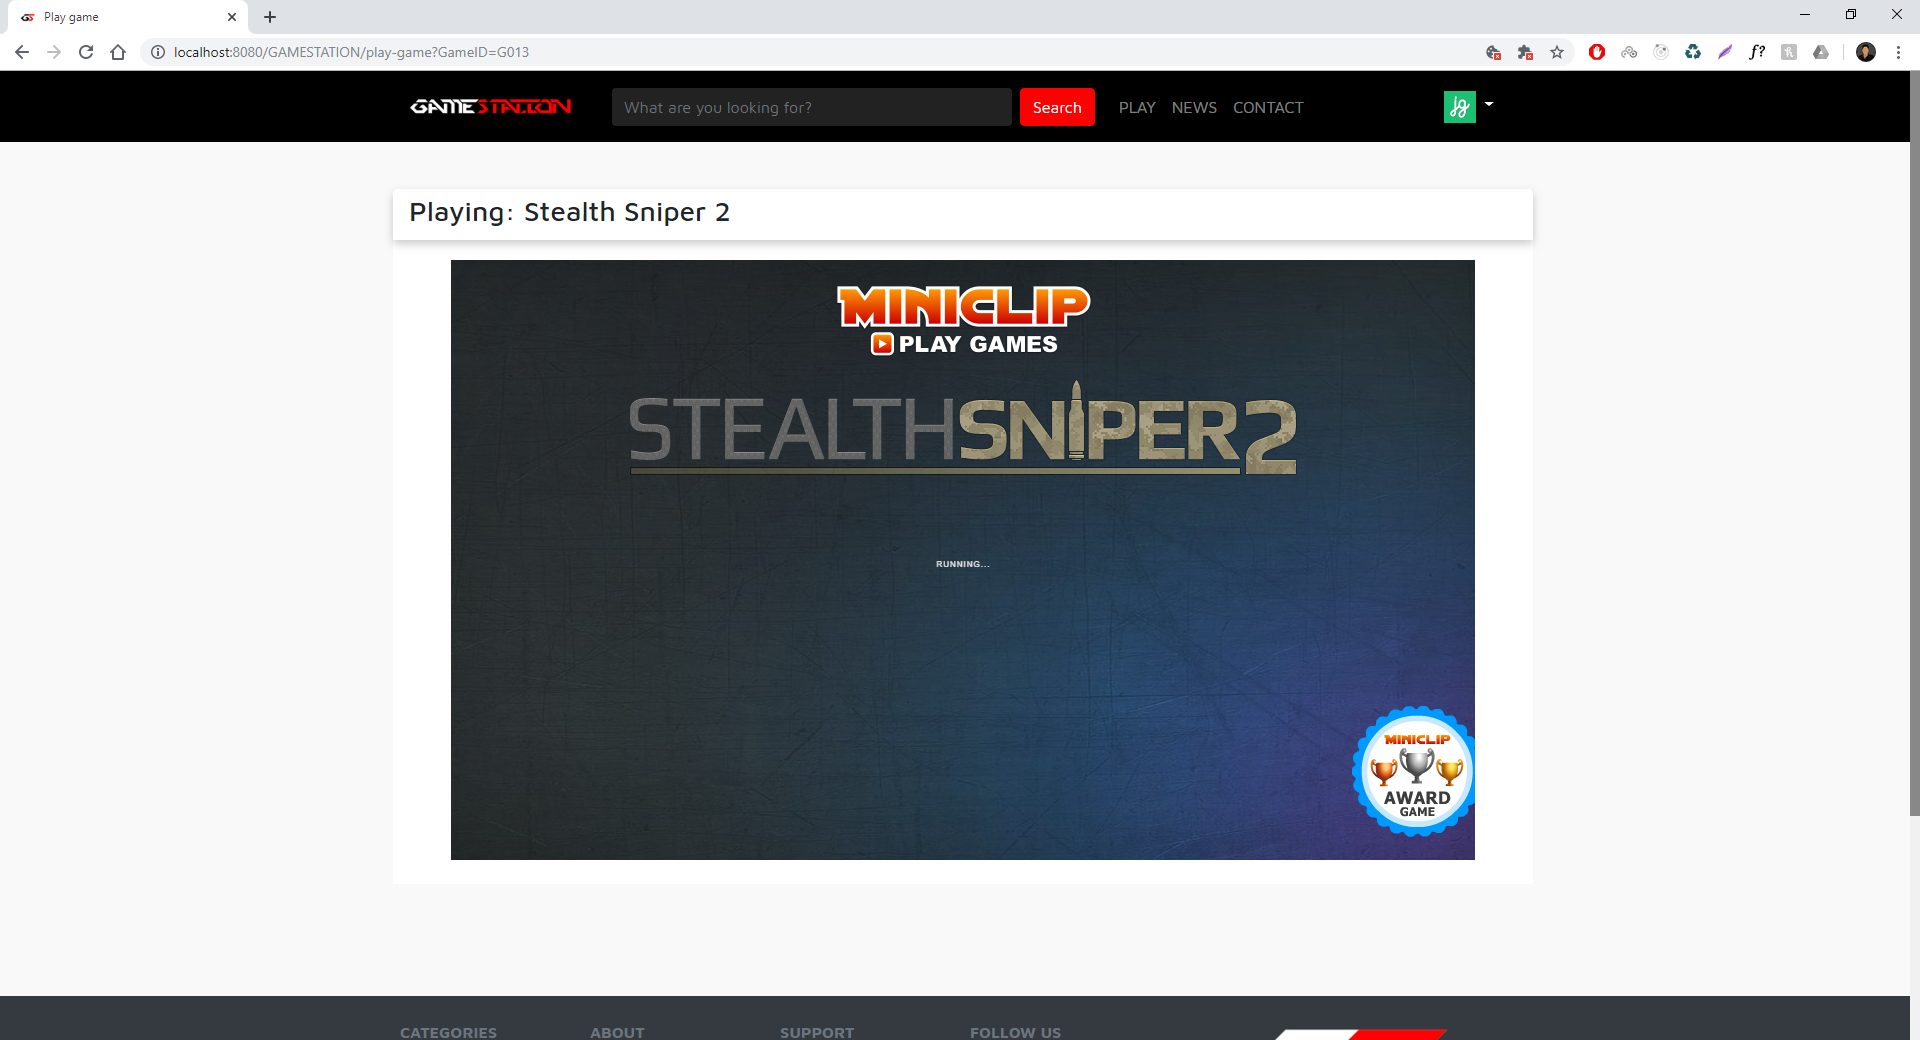 Play game
localhost:8080/GAMESTATION/play-game?GameID=G013
f?
GAMESTATION
What are you looking for?
Search
PLAY
NEWS
CONTACT
jg
Playing: Stealth Sniper 2
MINICLIP
PLAY GAMES
STEALTHSNIPER2
RUNNING...
MINICLIP
AWARD
GAME
CATEGORIES
ABOUT
SUPPORT
FOLLOW US